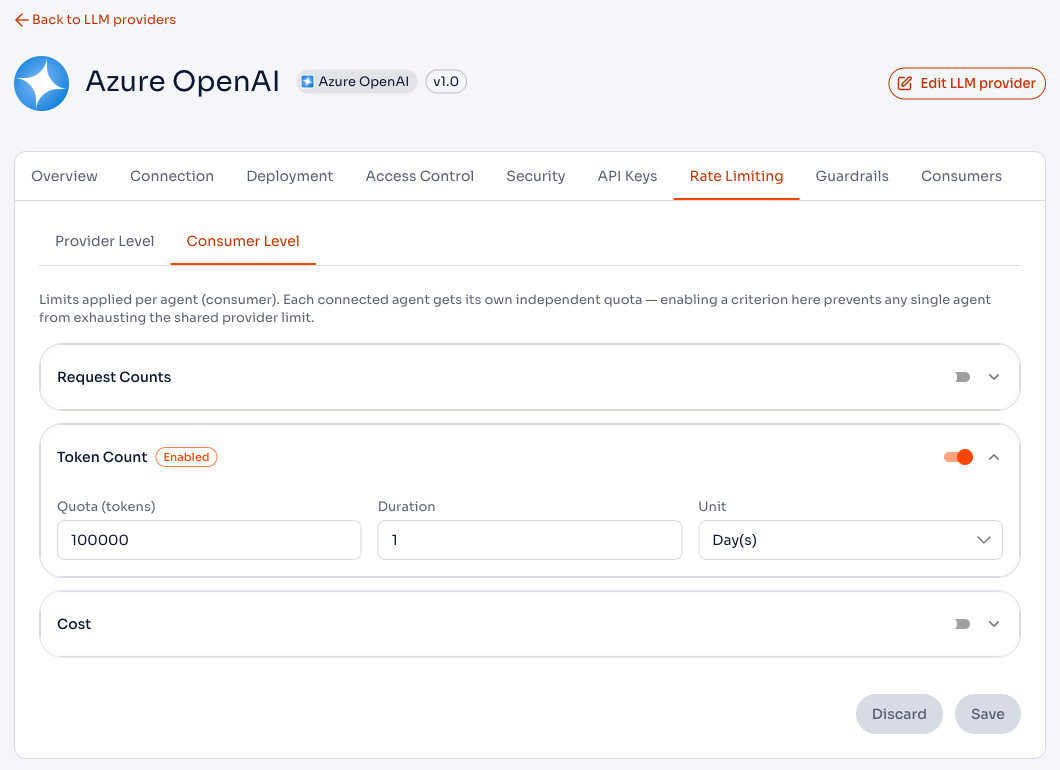 Back to LLM providers
Azure OpenAI
Azure OpenAI
v1.0
Edit LLM provider
Overview
Connection
Deployment
Access Control
Security
API Keys
Rate Limiting
Guardrails
Consumers
Provider Level
Consumer Level
Limits applied per agent (consumer). Each connected agent gets its own independent quota — enabling a criterion here prevents any single agent
from exhausting the shared provider limit.
Request Counts
Token Count
Enabled
Quota (tokens)
Duration
Unit
100000
1
Day(s)
Cost
Discard
Save